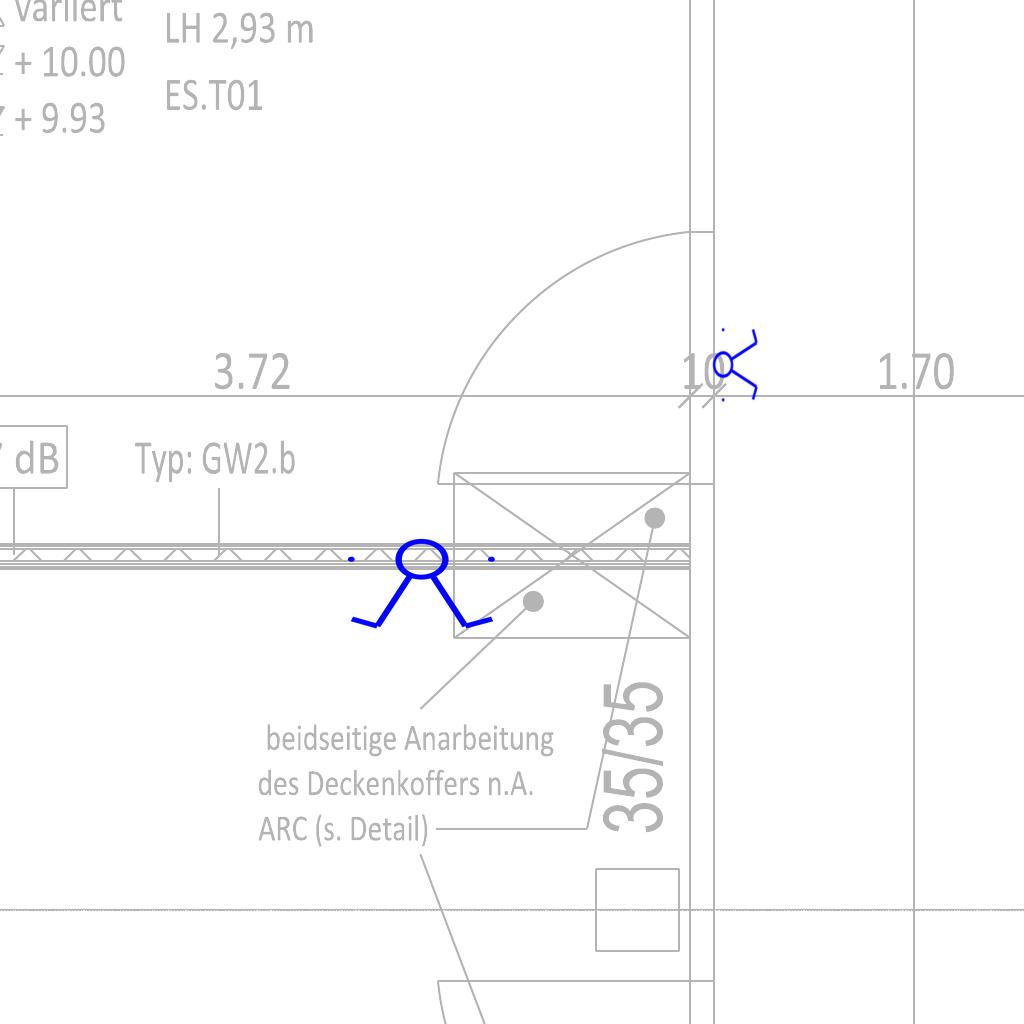 variiert
LH 2,93 m
+ 10.00
ES.T01
+ 9.93
3.72
10
1.70
dB
Typ: GW2.b
35/35
beidseitige Anarbeitung
des Deckenkoffers n.A.
ARC (s. Detail)